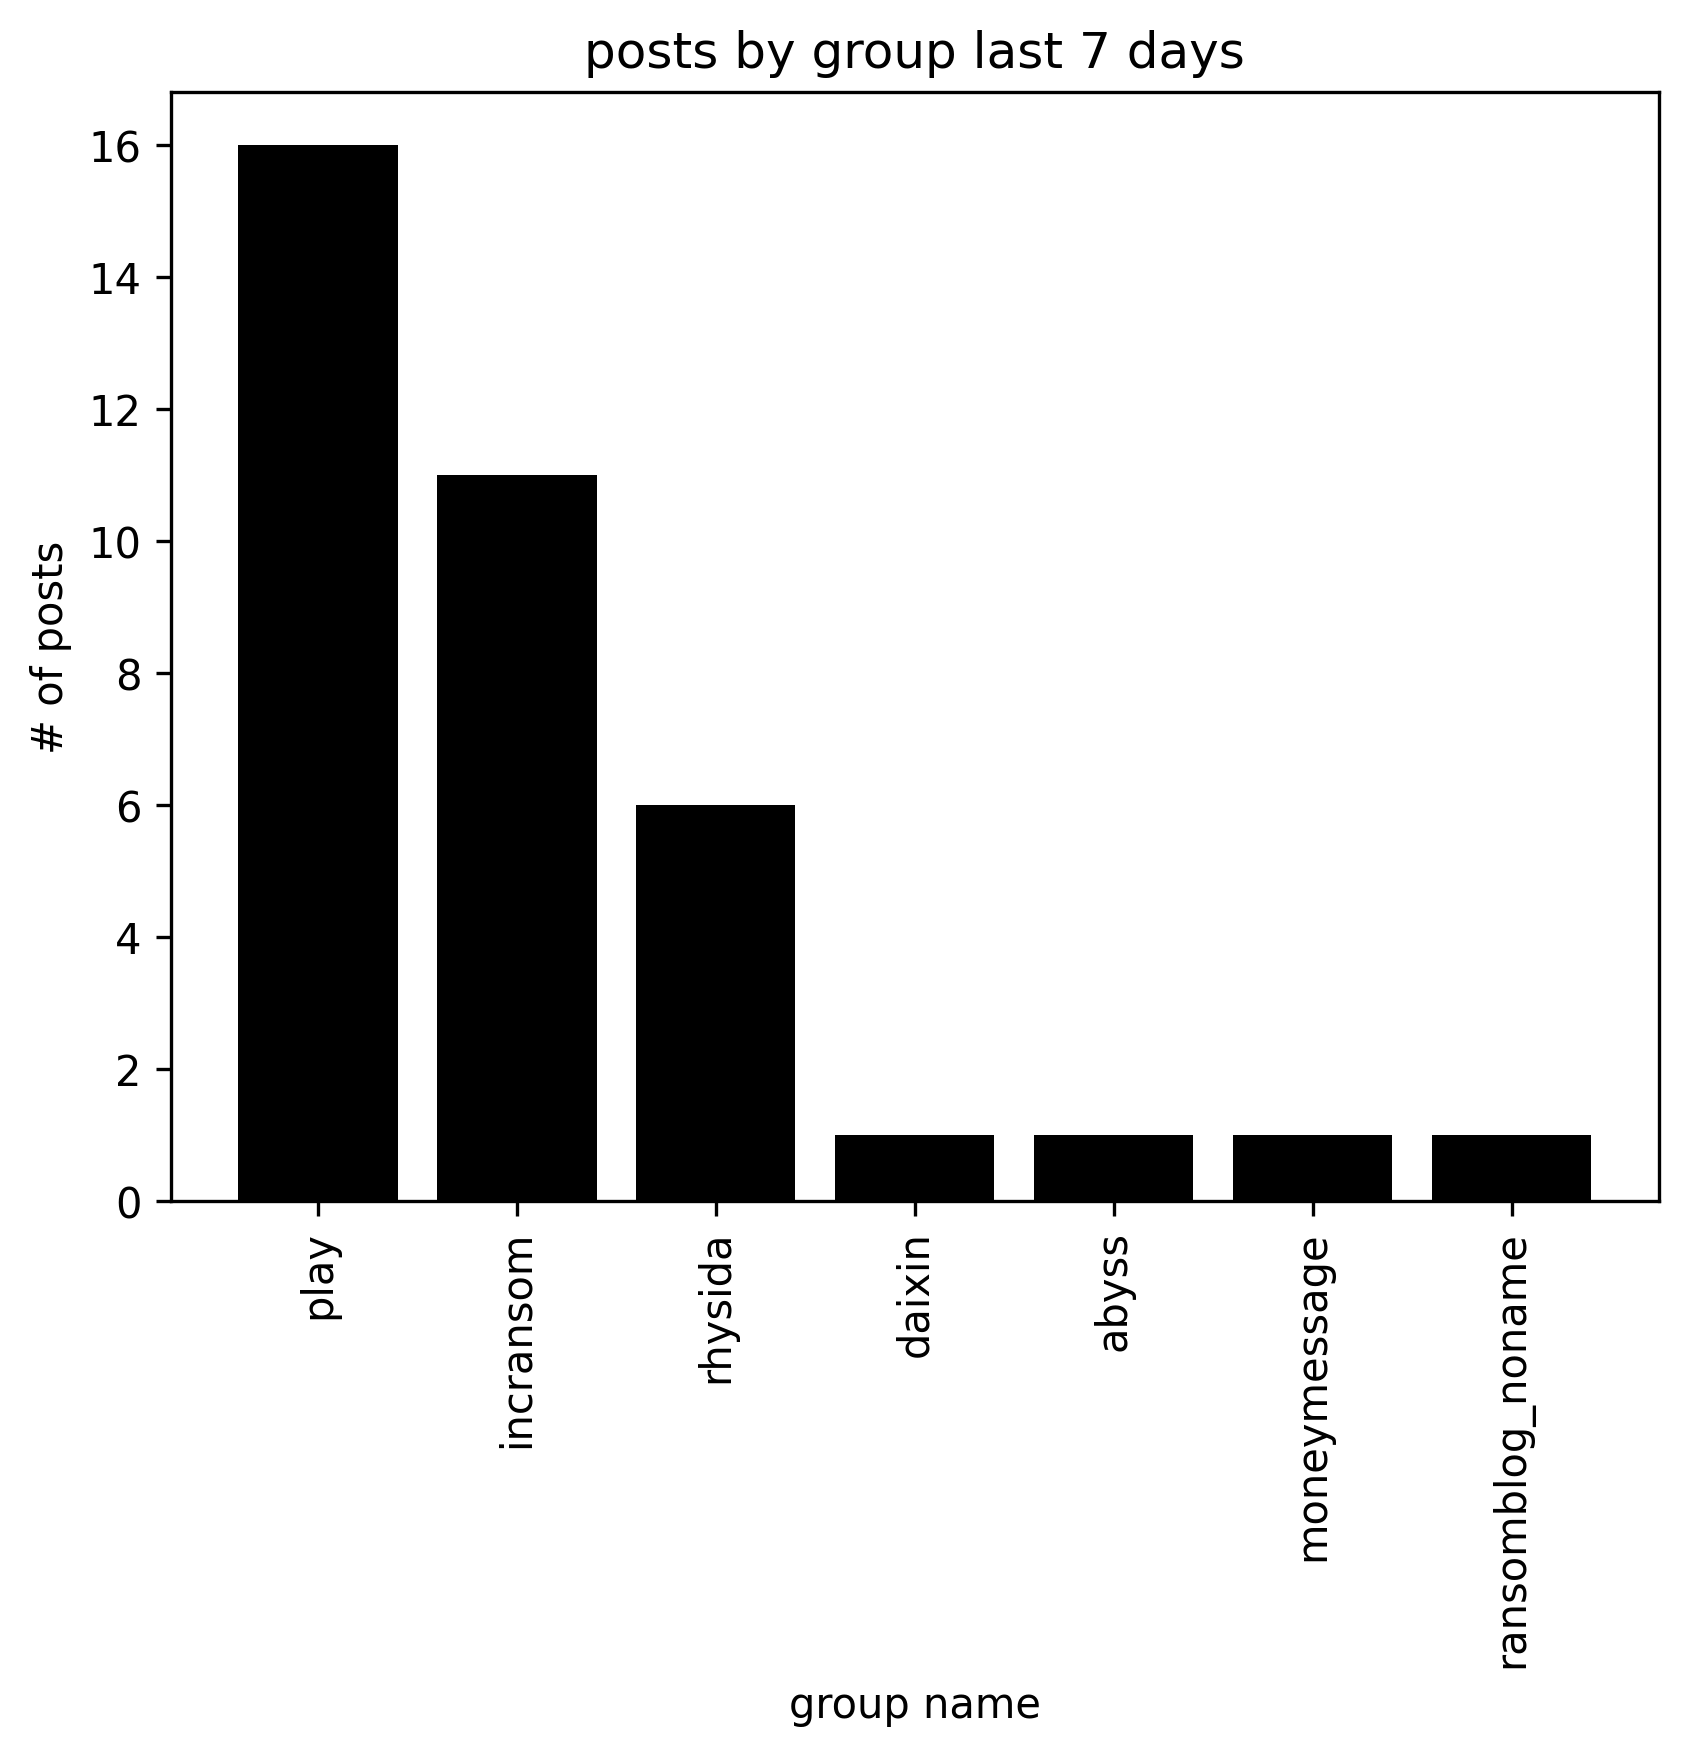 posts by group last 7 days
# of posts
16
14
12
10
8
6
4
2
0
play
incransom
rhysida
daixin
abyss
moneymessage
ransomblog_noname
group name